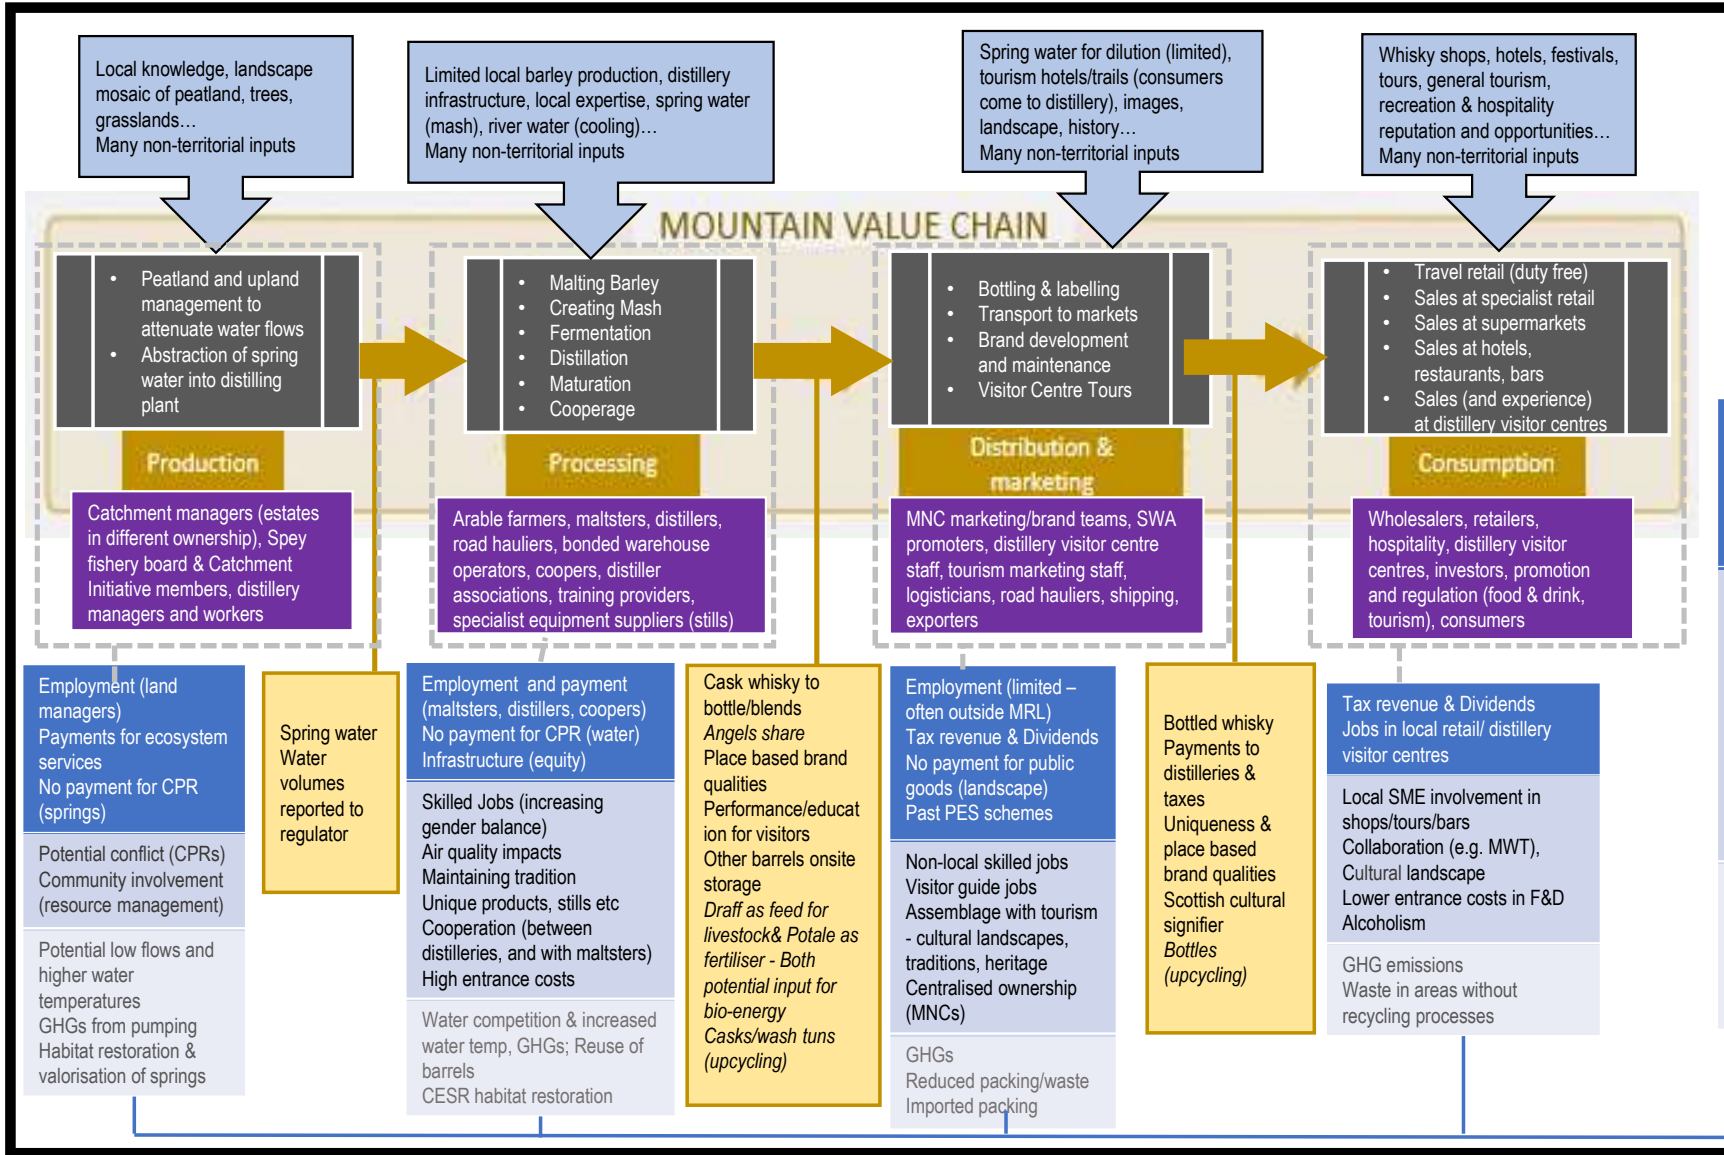 Local knowledge, landscape
mosaic of peatland, trees,
grasslands…
Many non-territorial inputs
Limited local barley production, distillery
infrastructure, local expertise, spring water
(mash), river water (cooling)…
Many non-territorial inputs
Spring water for dilution (limited),
tourism hotels/trails (consumers
come to distillery), images,
landscape, history…
Many non-territorial inputs
Whisky shops, hotels, festivals,
tours, general tourism,
recreation & hospitality
reputation and opportunities…
Many non-territorial inputs
MOUNTAIN VALUE CHAIN
• Peatland and upland
management to
attenuate water flows
• Abstraction of spring
water into distilling
plant
• Malting Barley
• Creating Mash
• Fermentation
• Distillation
• Maturation
• Cooperage
• Bottling & labelling
• Transport to markets
• Brand development
and maintenance
• Visitor Centre Tours
• Travel retail (duty free)
• Sales at specialist retail
• Sales at supermarkets
• Sales at hotels,
restaurants, bars
• Sales (and experience)
at distillery visitor centres
Production
Processing
Distribution &
marketing
Consumption
Catchment managers (estates
in different ownership), Spey
fishery board & Catchment
Initiative members, distillery
managers and workers
Arable farmers, maltsters, distillers,
road hauliers, bonded warehouse
operators, coopers, distiller
associations, training providers,
specialist equipment suppliers (stills)
MNC marketing/brand teams, SWA
promoters, distillery visitor centre
staff, tourism marketing staff,
logisticians, road hauliers, shipping,
exporters
Wholesalers, retailers,
hospitality, distillery visitor
centres, investors, promotion
and regulation (food & drink,
tourism), consumers
Employment (land
managers)
Payments for ecosystem
services
No payment for CPR
(springs)
Potential conflict (CPRs)
Community involvement
(resource management)
Potential low flows and
higher water
temperatures
GHGs from pumping
Habitat restoration &
valorisation of springs
Spring water
Water
volumes
reported to
regulator
Employment and payment
(maltsters, distillers, coopers)
No payment for CPR (water)
Infrastructure (equity)
Skilled Jobs (increasing
gender balance)
Air quality impacts
Maintaining tradition
Unique products, stills etc
Cooperation (between
distilleries, and with maltsters)
High entrance costs
Water competition & increased
water temp, GHGs; Reuse of
barrels
CESR habitat restoration
Cask whisky to
bottle/blends
Angels share
Place based brand
qualities
Performance/educat
ion for visitors
Other barrels onsite
storage
Draff as feed for
livestock& Potale as
fertiliser - Both
potential input for
bio-energy
Casks/wash tuns
(upcycling)
Employment (limited –
often outside MRL)
Tax revenue & Dividends
No payment for public
goods (landscape)
Past PES schemes
Non-local skilled jobs
Visitor guide jobs
Assemblage with tourism
- cultural landscapes,
traditions, heritage
Centralised ownership
(MNCs)
GHGs
Reduced packing/waste
Imported packing
Bottled whisky
Payments to
distilleries &
taxes
Uniqueness &
place based
brand qualities
Scottish cultural
signifier
Bottles
(upcycling)
Tax revenue & Dividends
Jobs in local retail/ distillery
visitor centres
Local SME involvement in
shops/tours/bars
Collaboration (e.g. MWT),
Cultural landscape
Lower entrance costs in F&D
Alcoholism
GHG emissions
Waste in areas without
recycling processes